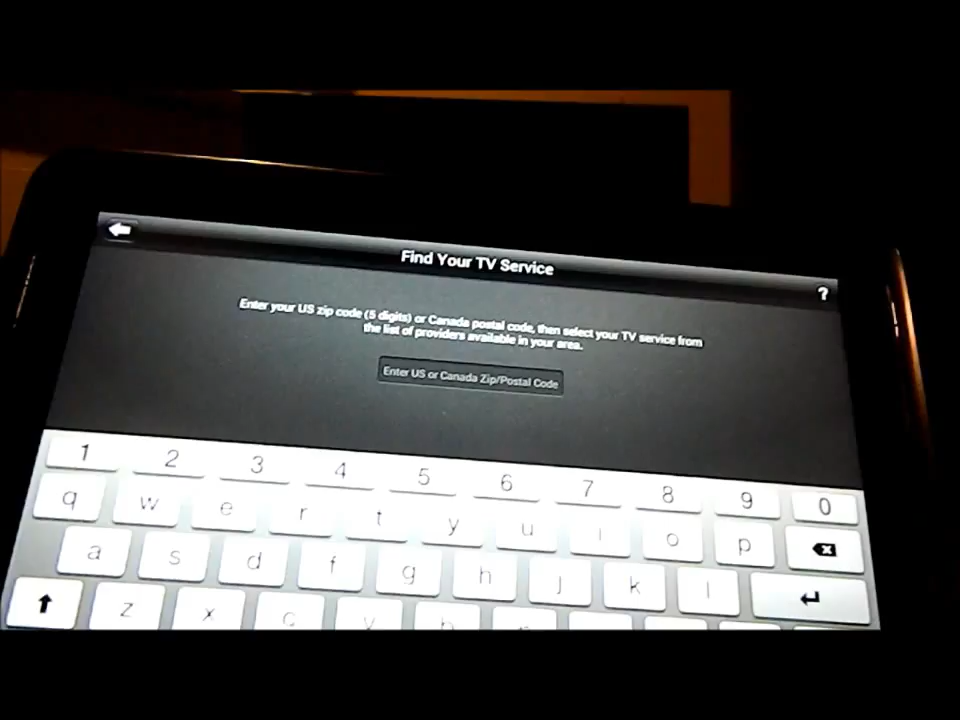 Find Your TV Service
?
Enter your US zip code (5 digits) or Canada postal code, then select your TV service from
the list of providers available in your area.
Enter US or Canada Zip/Postal Code
1 2 3 4 5 6 7 8 9 0
q w e r t y u i o p
a s d f g h j k l
z x c v b